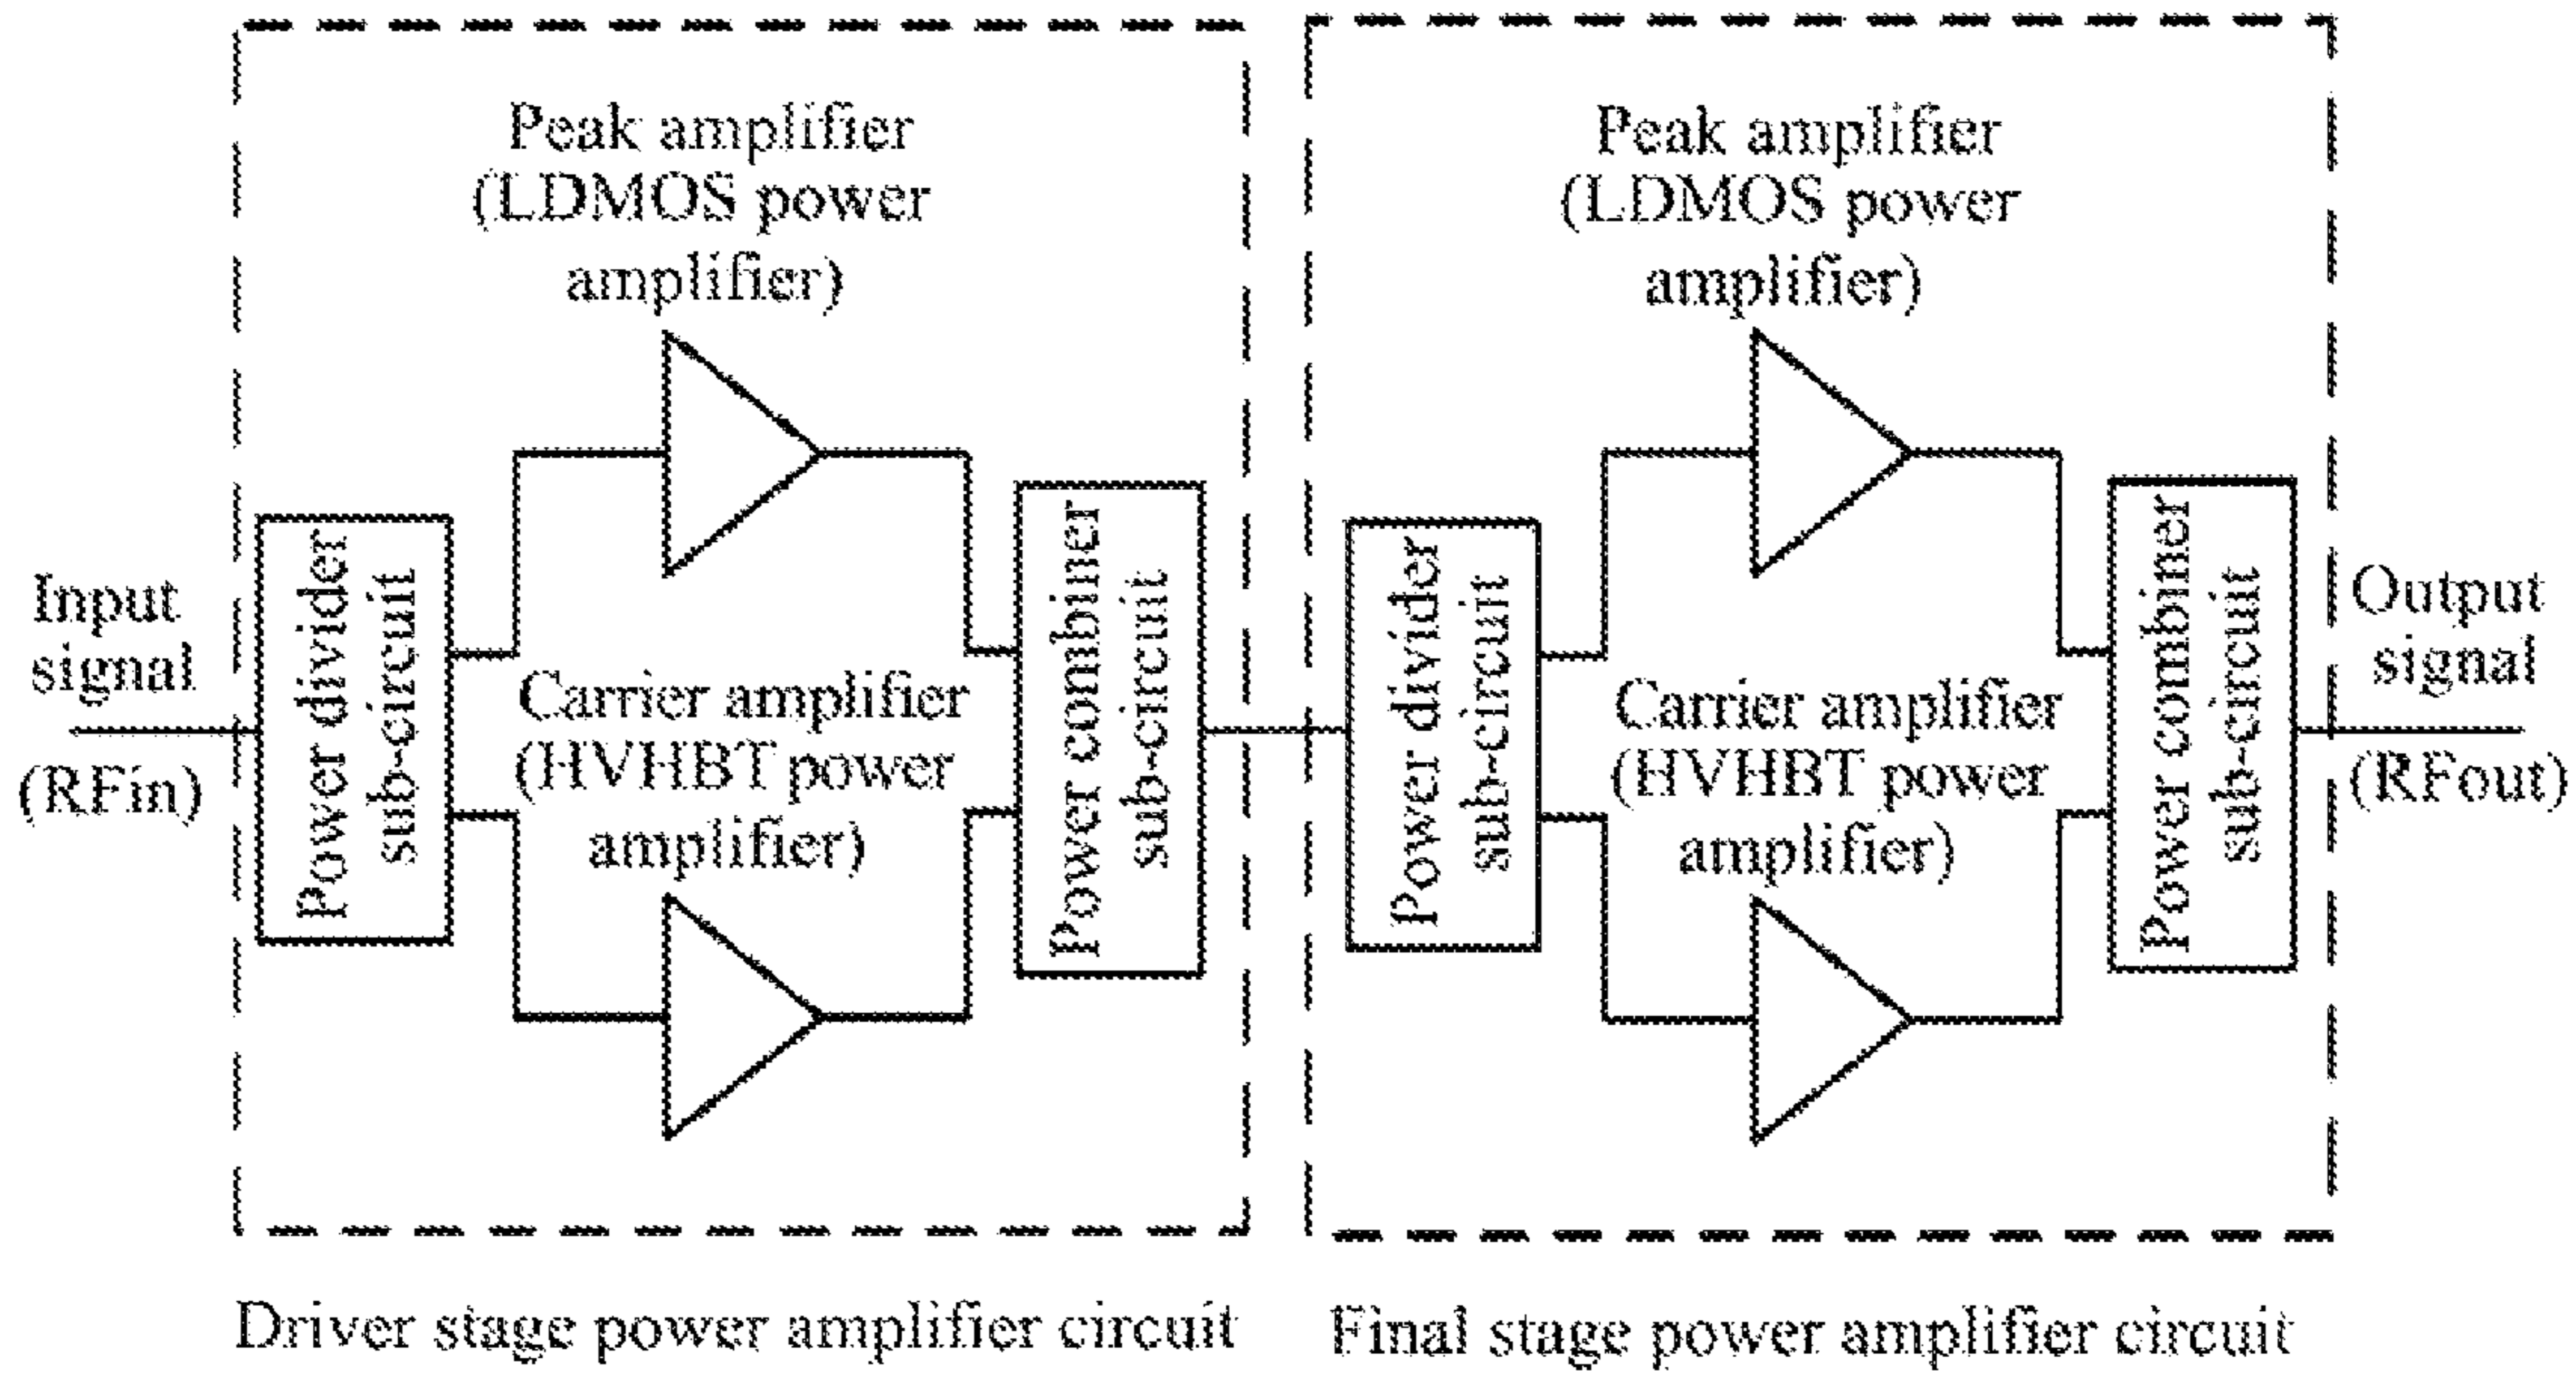 Input
signal
(RFin)
Power divider
sub-circuit
Peak amplifier
(LDMOS power
amplifier)
Carrier amplifier
(HVHBT power
amplifier)
Power combiner
sub-circuit
Driver stage power amplifier circuit
Power divider
sub-circuit
Peak amplifier
(LDMOS power
amplifier)
Carrier amplifier
(HVHBT power
amplifier)
Power combiner
sub-circuit
Output
signal
(RFout)
Final stage power amplifier circuit